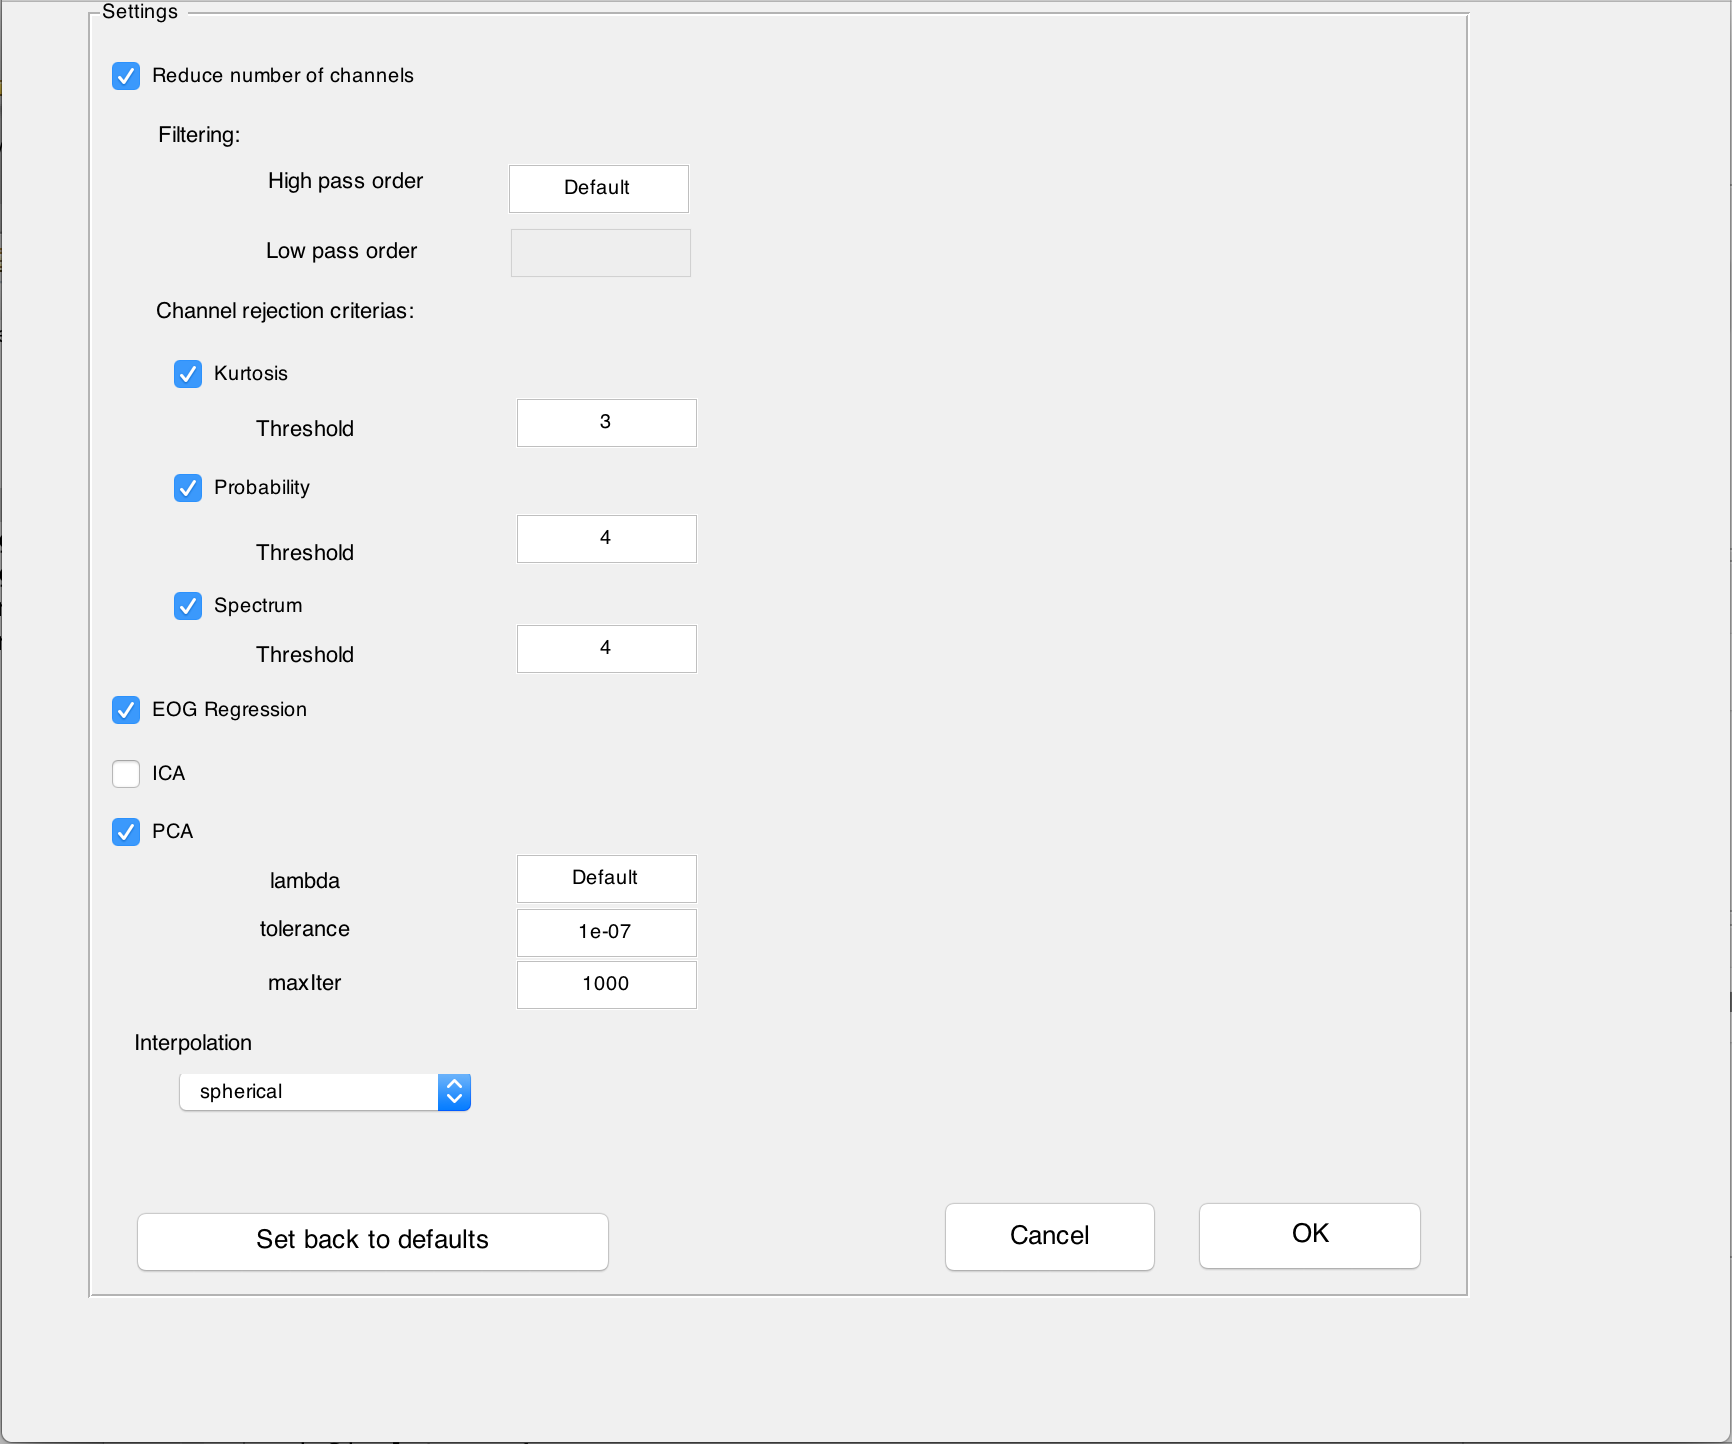 Settings
Reduce number of channels
Filtering:
High pass order
Default
Low pass order
Channel rejection criterias:
Kurtosis
Threshold
3
Probability
Threshold
4
Spectrum
Threshold
4
EOG Regression
ICA
PCA
lambda
Default
tolerance
1e-07
maxIter
1000
Interpolation
spherical
Set back to defaults
Cancel
OK